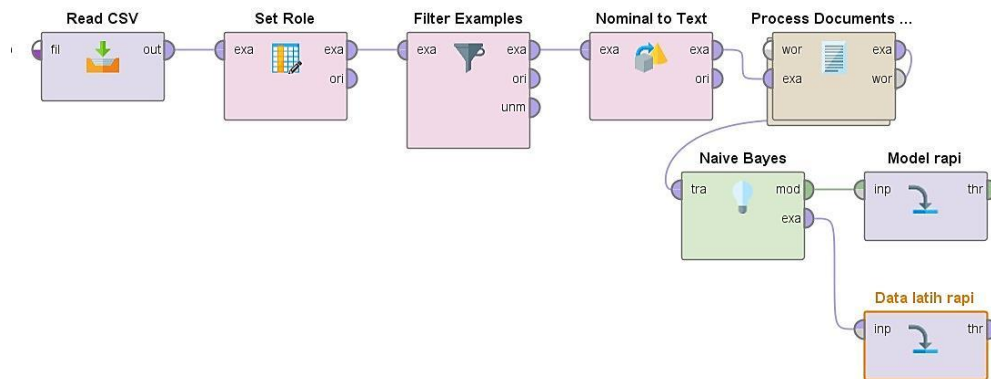 Read CSV
Set Role
Filter Examples
Nominal to Text
Process Documents ...
fil
out
exa
exa
ori
exa
exa
ori
unm
exa
exa
ori
wor
exa
exa
wor
Naive Bayes
Model rapi
tra
mod
exa
inp
thr
Data latih rapi
inp
thr